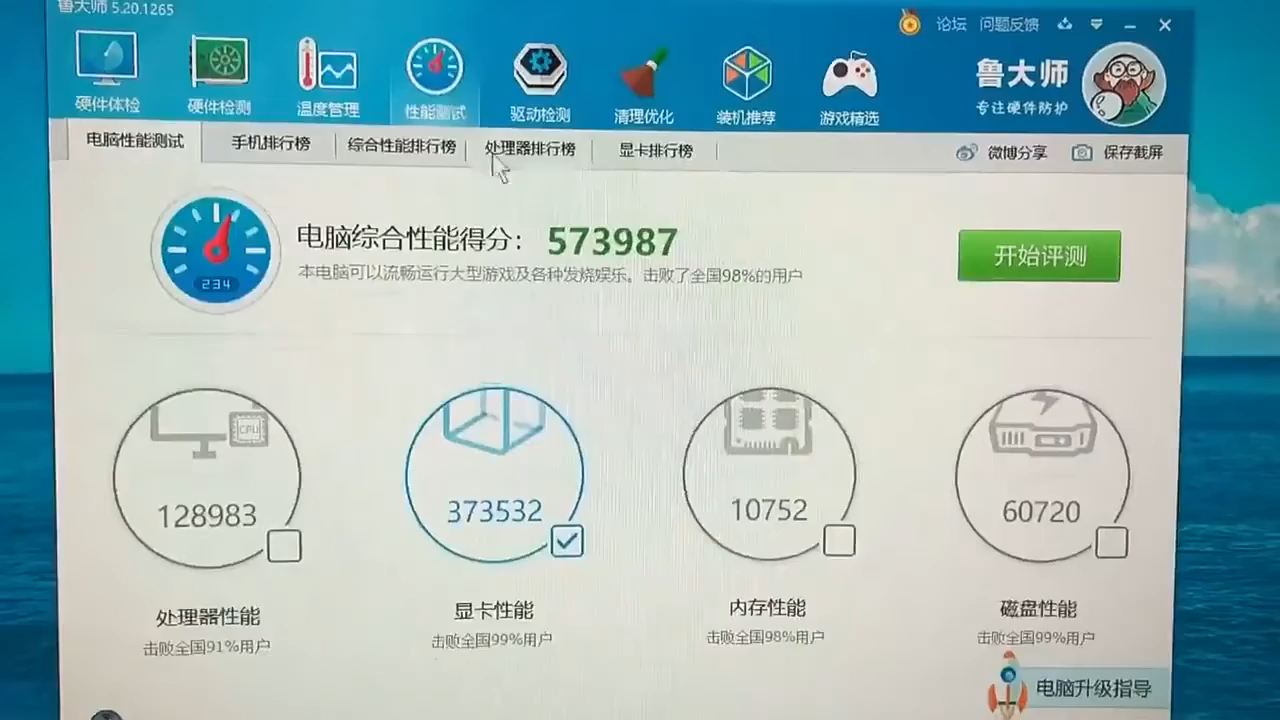 鲁大师 5.20.1265
论坛 问题反馈
硬件体检 硬件检测 温度管理 性能测试 驱动检测 清理优化 装机推荐 游戏精选
鲁大师
专注硬件防护
电脑性能测试 手机排行榜 综合性能排行榜 处理器排行榜 显卡排行榜 微博分享 保存截屏
电脑综合性能得分： 573987
本电脑可以流畅运行大型游戏及各种发烧娱乐。击败了全国98%的用户
开始评测
234
CPU
128983 373532 10752 60720
处理器性能 显卡性能 内存性能 磁盘性能
击败全国91%用户 击败全国99%用户 击败全国98%用户 击败全国99%用户
电脑升级指导